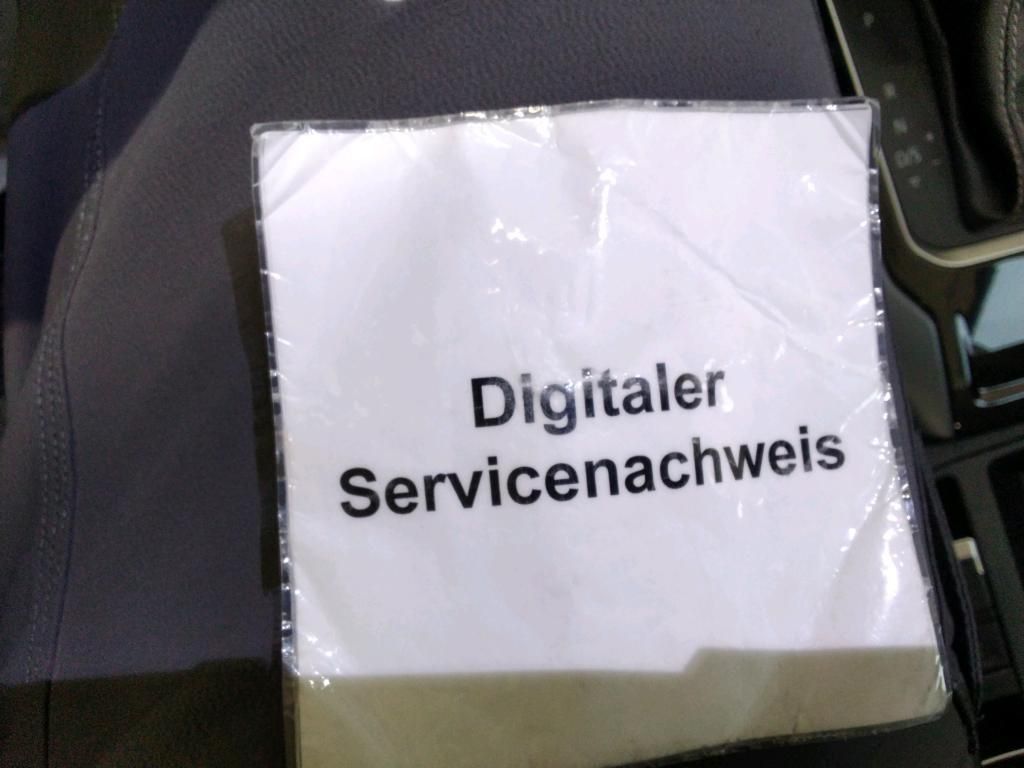 Digitaler
Servicenachweis
P
R
N
D/S